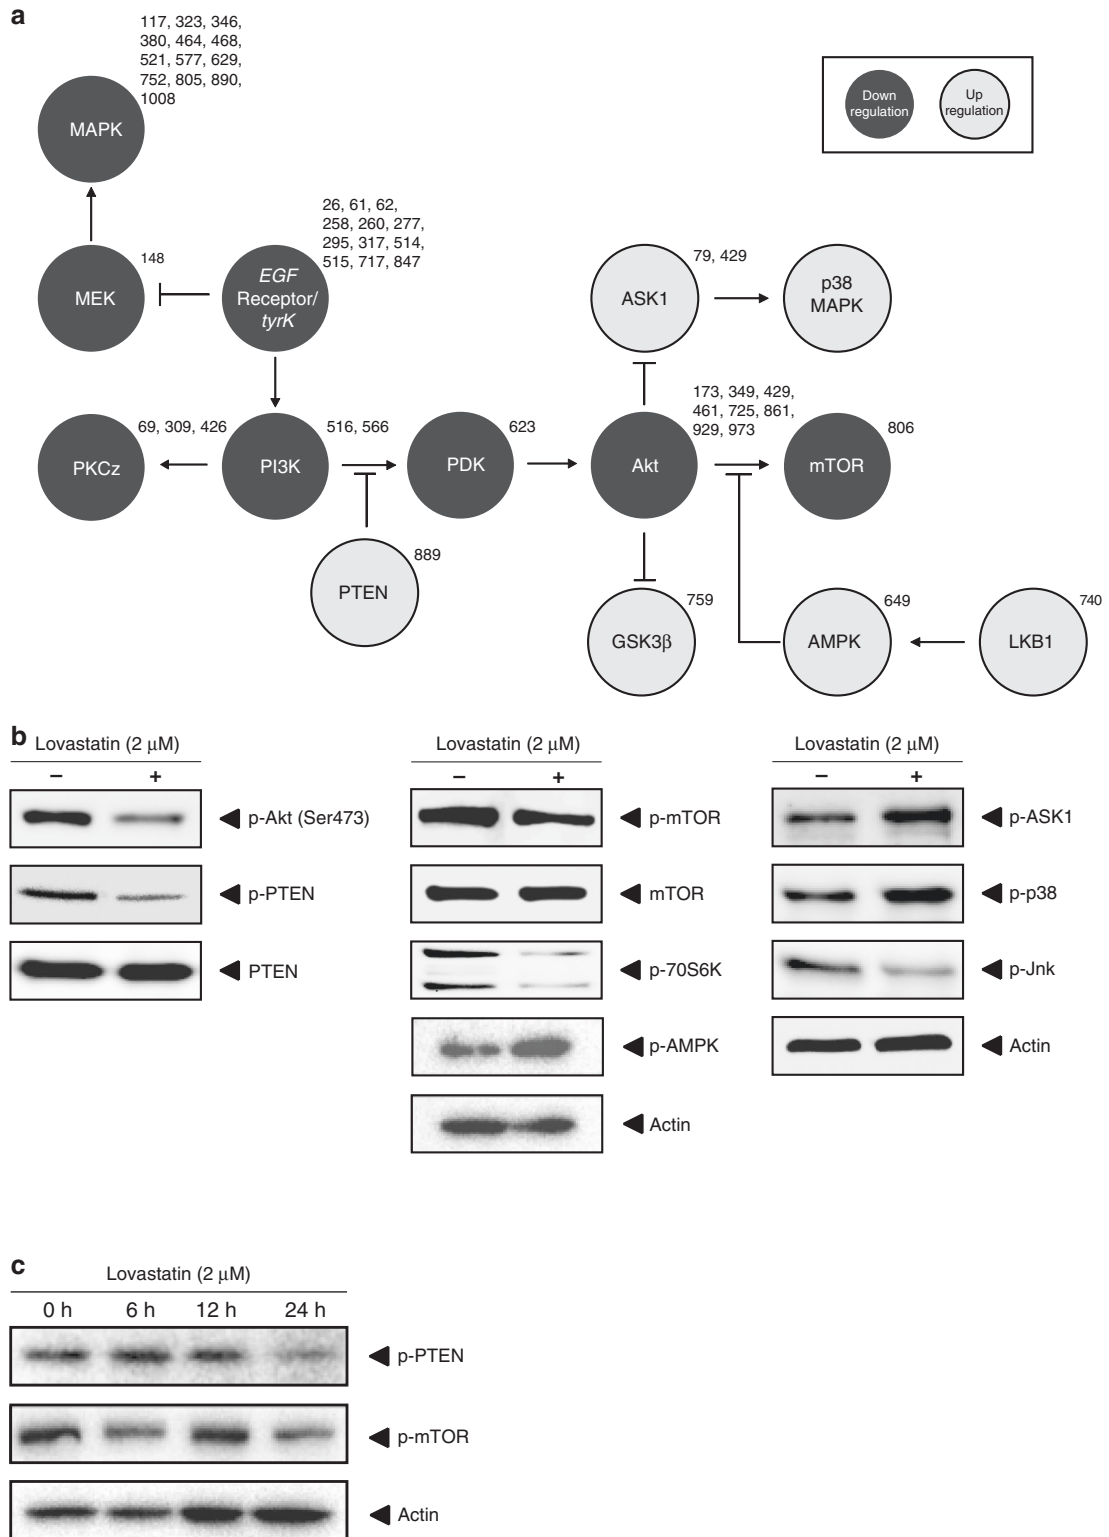 a
117, 323, 346,
380, 464, 468,
521, 577, 629,
752, 805, 890,
1008
MAPK
Down
regulation
Up
regulation
26, 61, 62,
258, 260, 277,
295, 317, 514,
515, 717, 847
148
MEK
EGF
Receptor/
tyrK
79, 429
ASK1
p38
MAPK
69, 309, 426
516, 566
623
173, 349, 429,
461, 725, 861,
929, 973
806
PKCz
PI3K
PDK
Akt
mTOR
889
PTEN
759
GSK3β
649
AMPK
740
LKB1
b
Lovastatin (2 μM)
– +
p-Akt (Ser473)
p-PTEN
PTEN
Lovastatin (2 μM)
– +
p-mTOR
mTOR
p-70S6K
p-AMPK
Actin
Lovastatin (2 μM)
– +
p-ASK1
p-p38
p-Jnk
Actin
c
Lovastatin (2 μM)
0 h 6 h 12 h 24 h
p-PTEN
p-mTOR
Actin